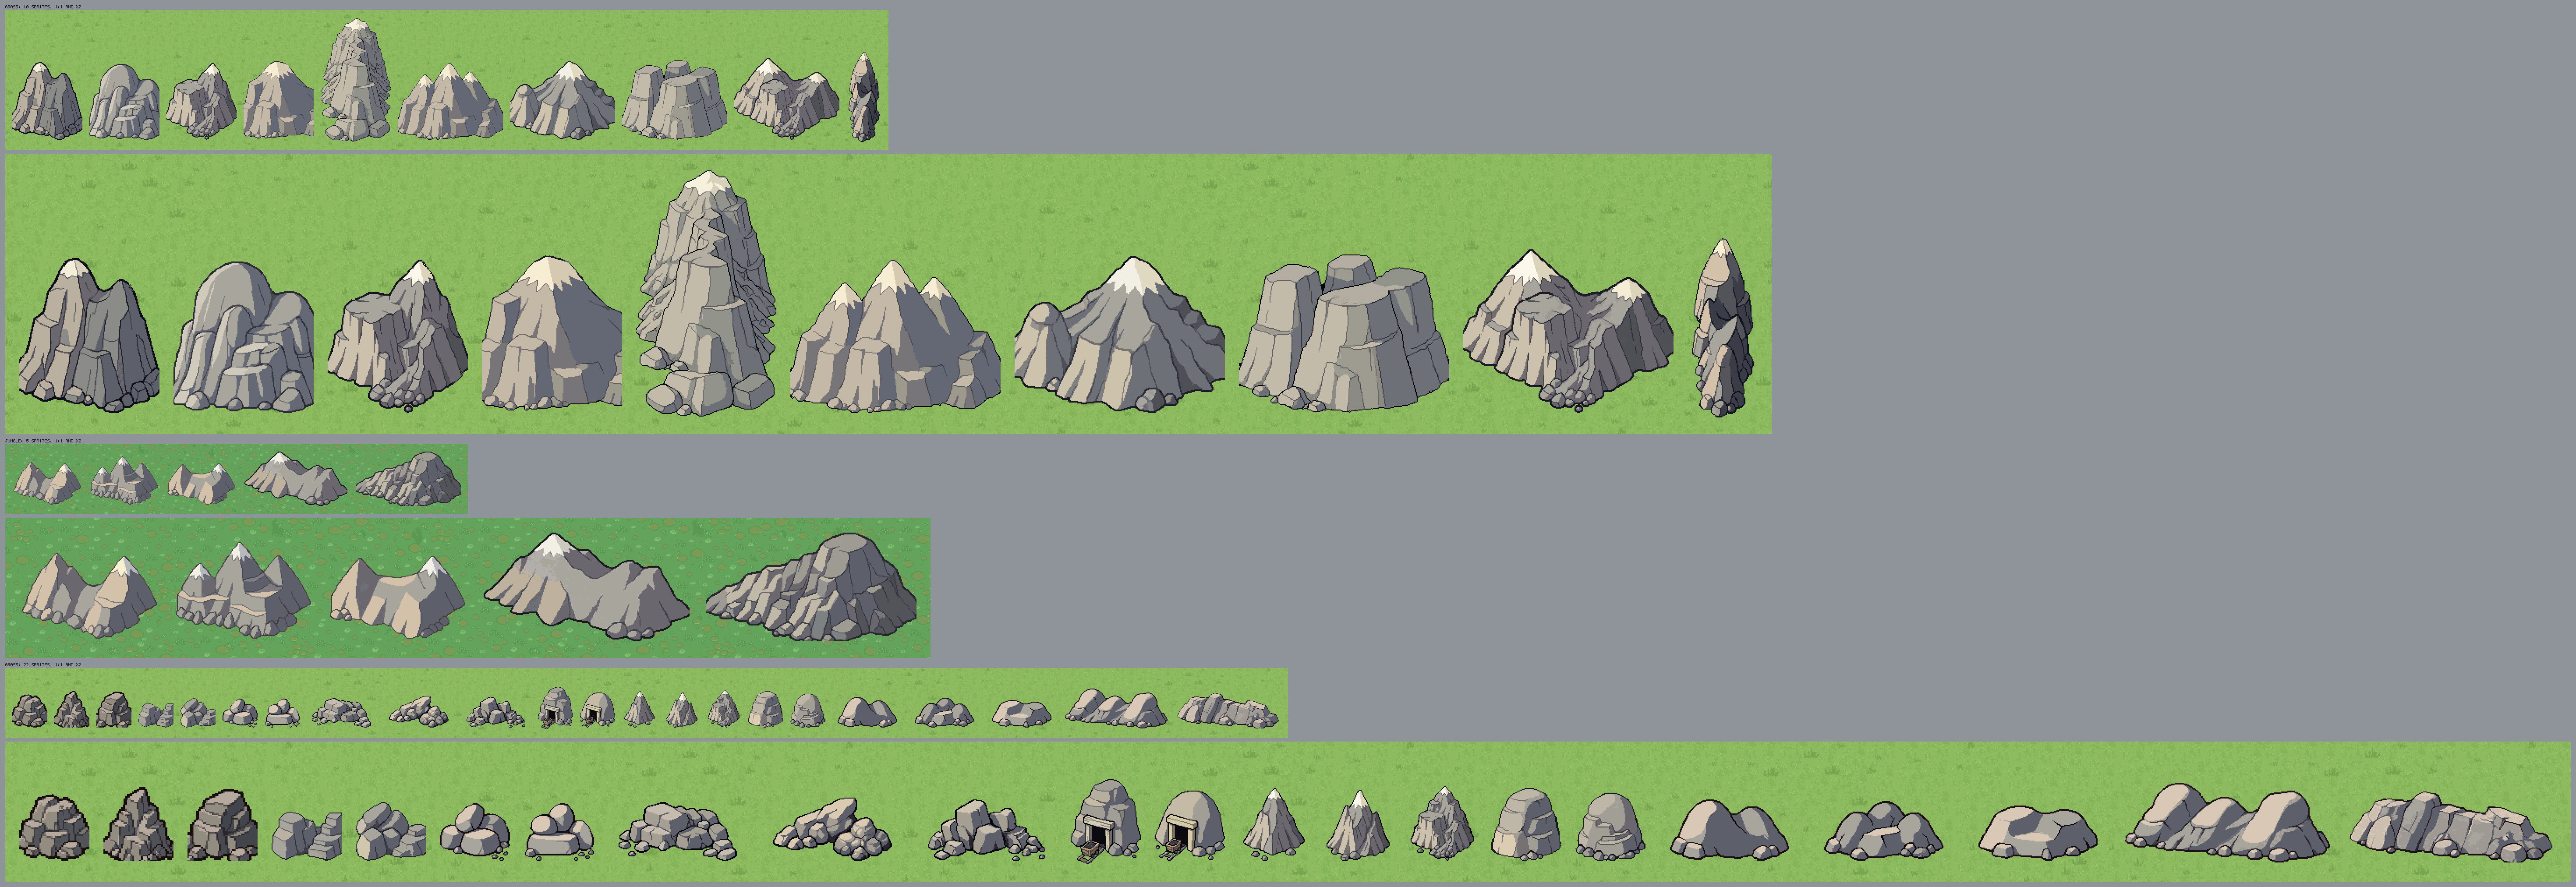 GRASS: 10 SPRITES, 1:1 AND X2
JUNGLE: 5 SPRITES, 1:1 AND X2
GRASS: 22 SPRITES, 1:1 AND X2